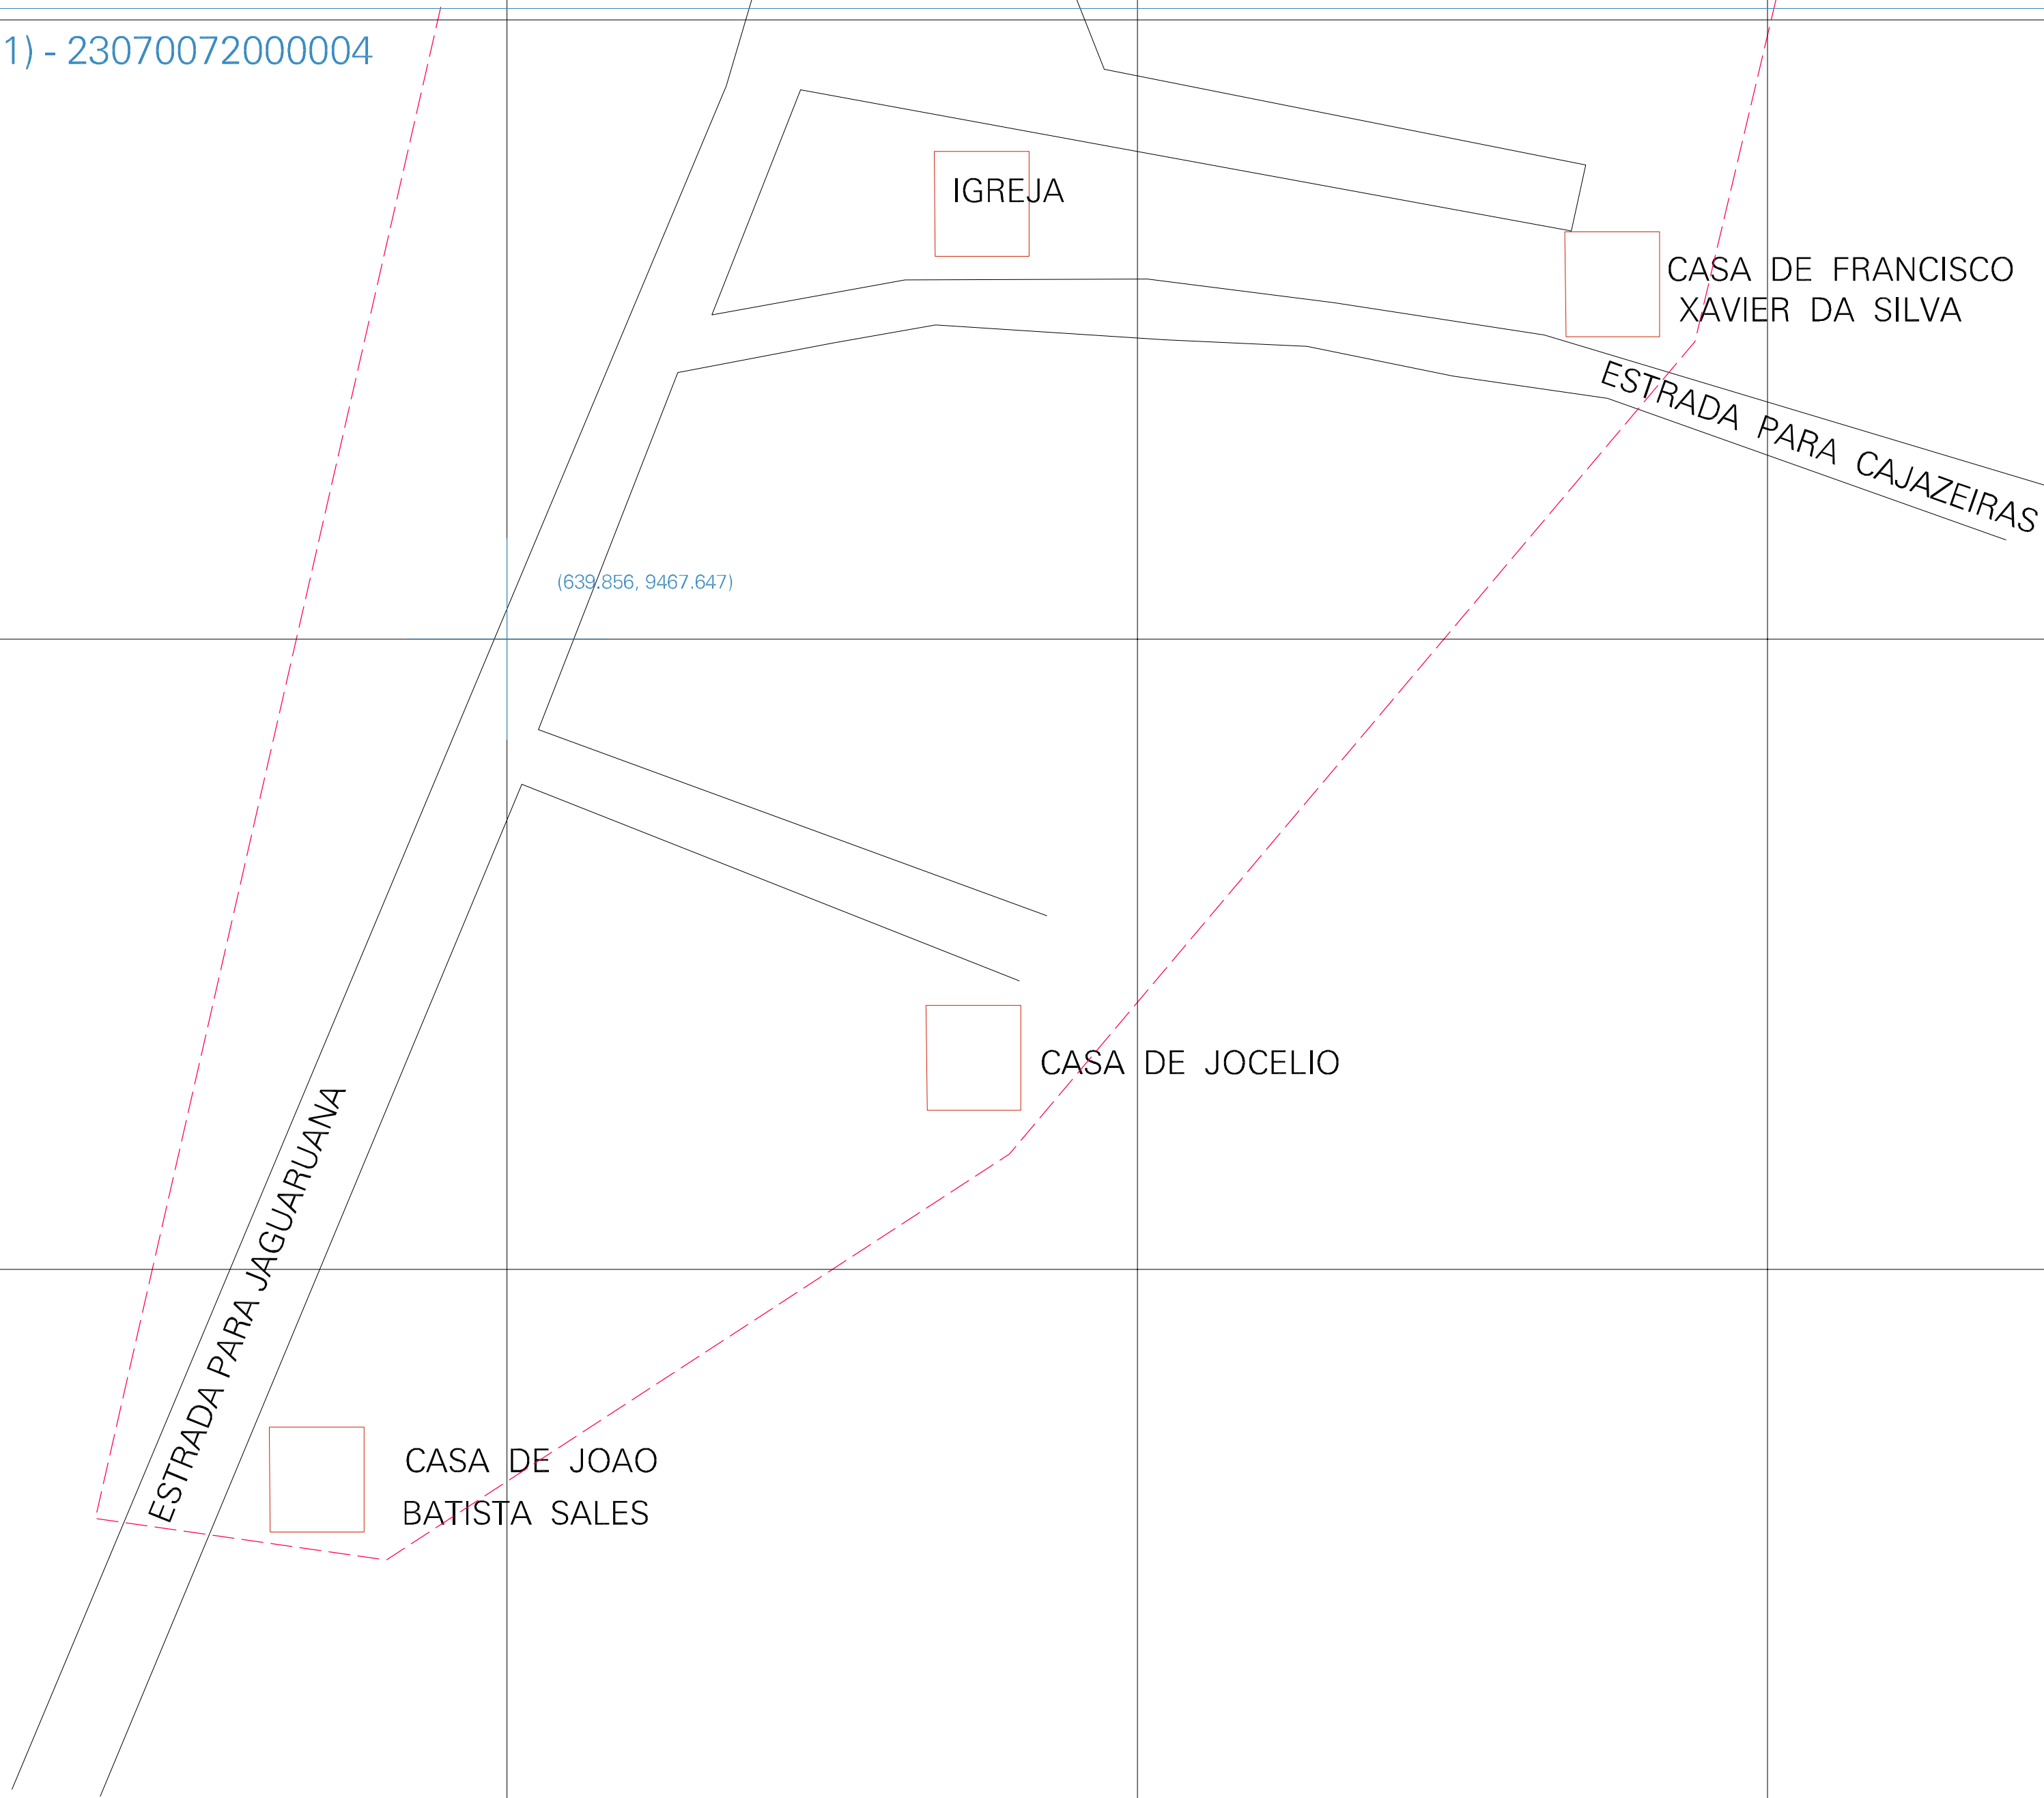 1) - 23070072000004
IGREJA
CASA DE FRANCISCO
XAVIER DA SILVA
ESTRADA PARA CAJAZEIRAS
(639.856, 9467.647)
CASA DE JOCELIO
ESTRADA PARA JAGUARUANA
CASA DE JOAO
BATISTA SALES